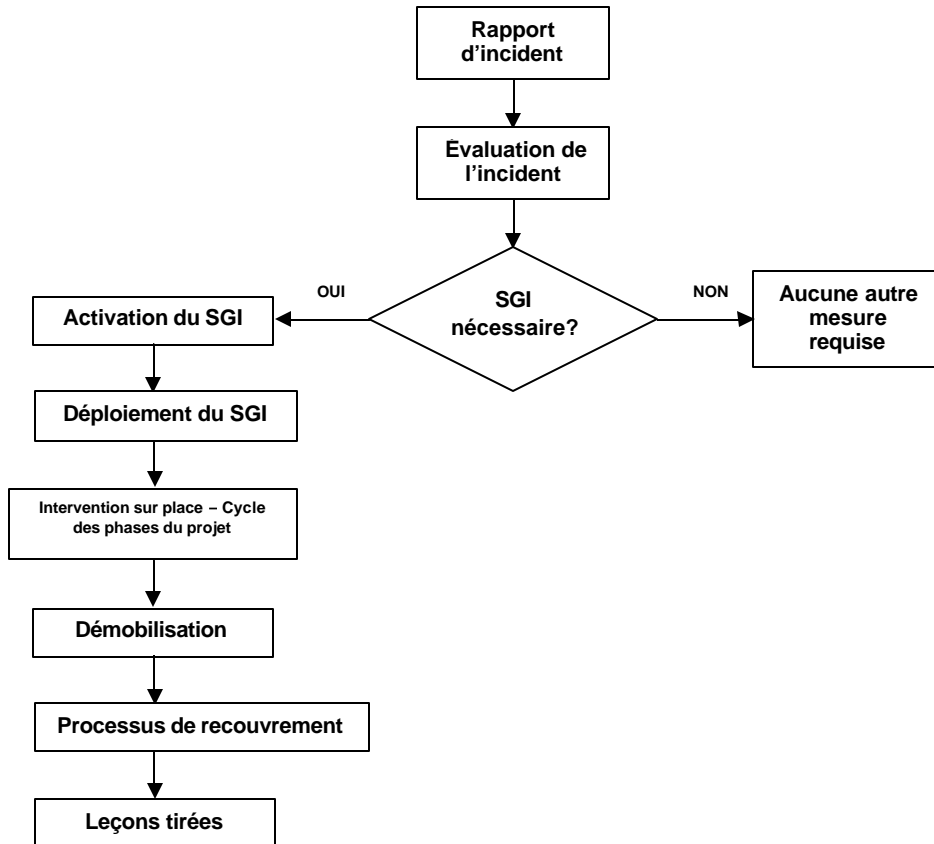 Rapport
d'incident
Évaluation de
l'incident
SGI
nécessaire?
OUI
NON
Aucune autre
mesure
requise
Activation du SGI
Déploiement du SGI
Intervention sur place – Cycle
des phases du projet
Démobilisation
Processus de recouvrement
Leçons tirées